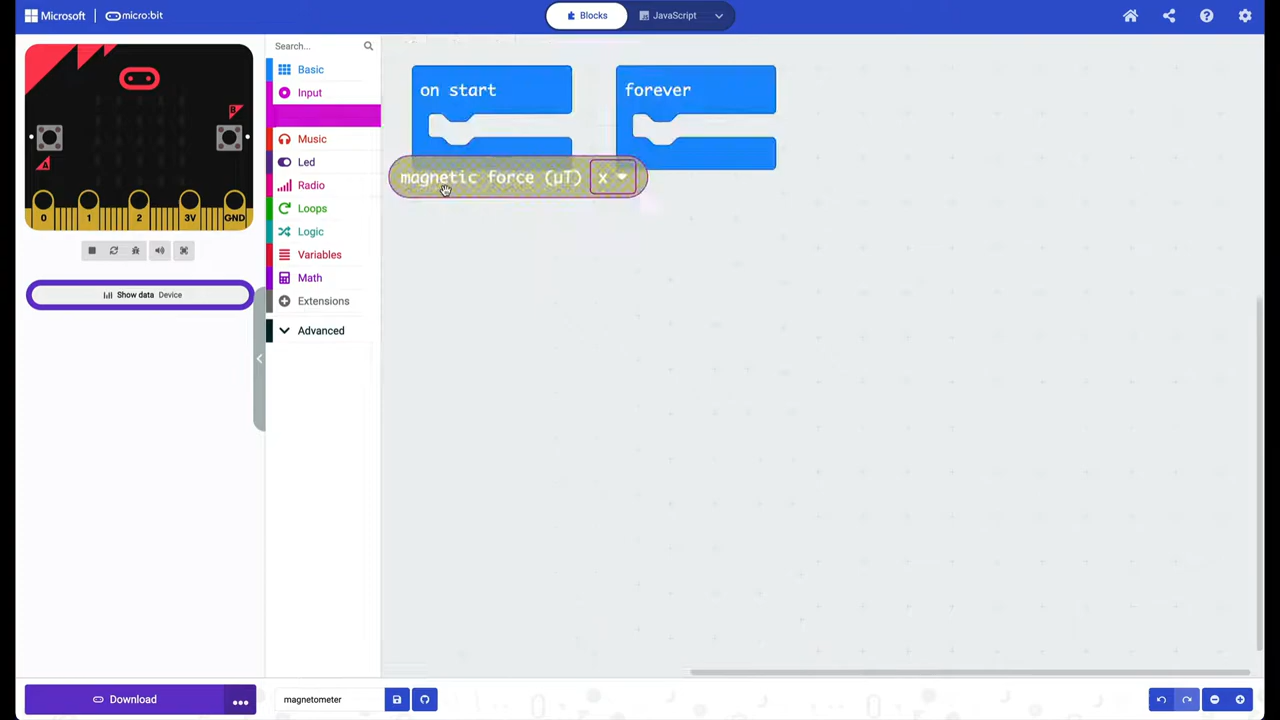 Microsoft
micro:bit
Blocks
JavaScript
Search...
Basic
Input
Music
Led
Radio
Loops
Logic
Variables
Math
Extensions
Advanced
on start
forever
magnetic force (µT) x
A
B
0 1 2 3V GND
Show data Device
Download
magnetometer